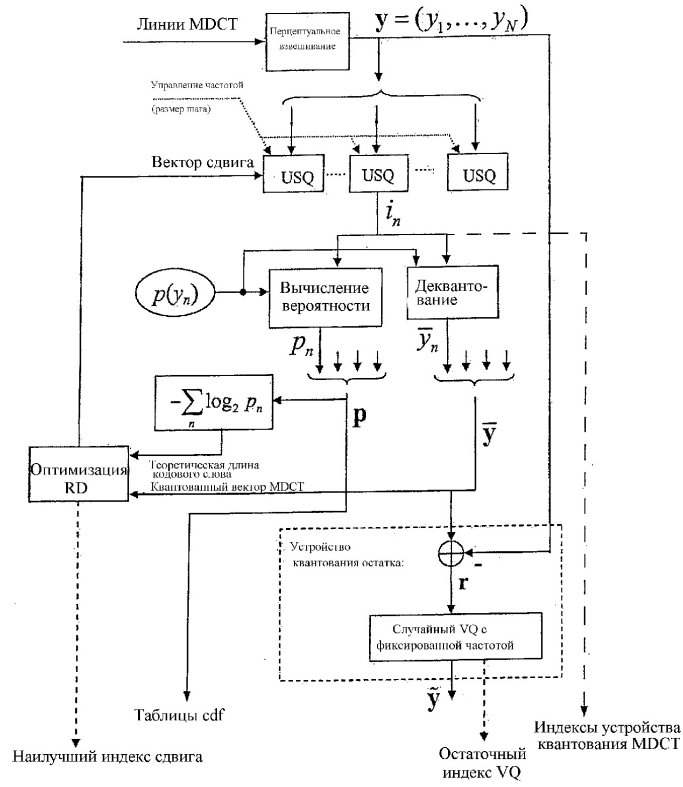 Линии MDCT
Перцептуальное
взвешивание
y = (y₁,...,y_N)
Управление частотой
(размер шага)
Вектор сдвига
USQ
USQ
USQ
iₙ
p(yₙ)
Вычисление
вероятности
Деквантo-
вание
pₙ
ȳₙ
−∑ₙ log₂ pₙ
p
ȳ
Оптимизация
RD
Теоретическая длина
кодового слова
Квантованный вектор MDCT
Устройство
квантования остатка:
-
r
Случайный VQ с
фиксированной частотой
ỹ
Таблицы cdf
Наилучший индекс сдвига
Остаточный
индекс VQ
Индексы устройства
квантования MDCT